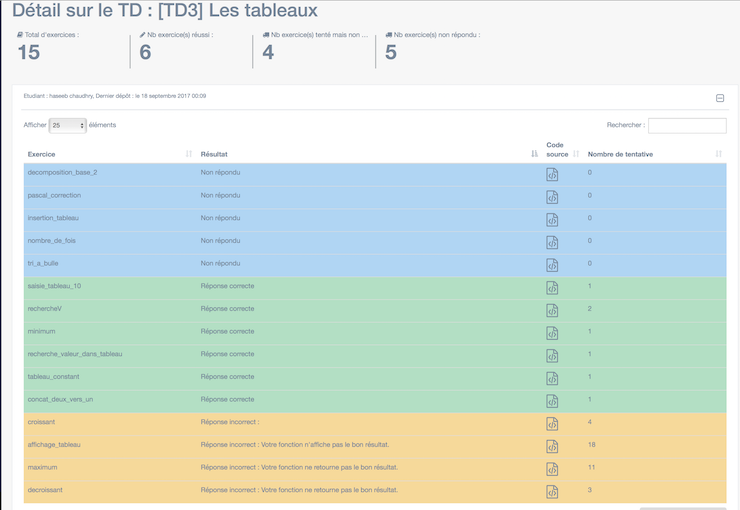 Détail sur le TD : [TD3] Les tableaux
Total d'exercices : Nb exercice(s) réussi : Nb exercice(s) tenté mais non ... Nb exercice(s) non répondu :
15 6 4 5
Etudiant : haseeb chaudhry, Dernier dépôt : le 18 septembre 2017 00:09
Afficher 25 éléments Rechercher :
Exercice Résultat Code source Nombre de tentative
decomposition_base_2 Non répondu 0
pascal_correction Non répondu 0
insertion_tableau Non répondu 0
nombre_de_fois Non répondu 0
tri_a_bulle Non répondu 0
saisie_tableau_10 Réponse correcte 1
rechercheV Réponse correcte 2
minimum Réponse correcte 1
recherche_valeur_dans_tableau Réponse correcte 1
tableau_constant Réponse correcte 1
concat_deux_vers_un Réponse correcte 1
croissant Réponse incorrect : 4
affichage_tableau Réponse incorrect : Votre fonction n'affiche pas le bon résultat. 18
maximum Réponse incorrect : Votre fonction ne retourne pas le bon résultat. 11
decroissant Réponse incorrect : Votre fonction ne retourne pas le bon résultat. 3